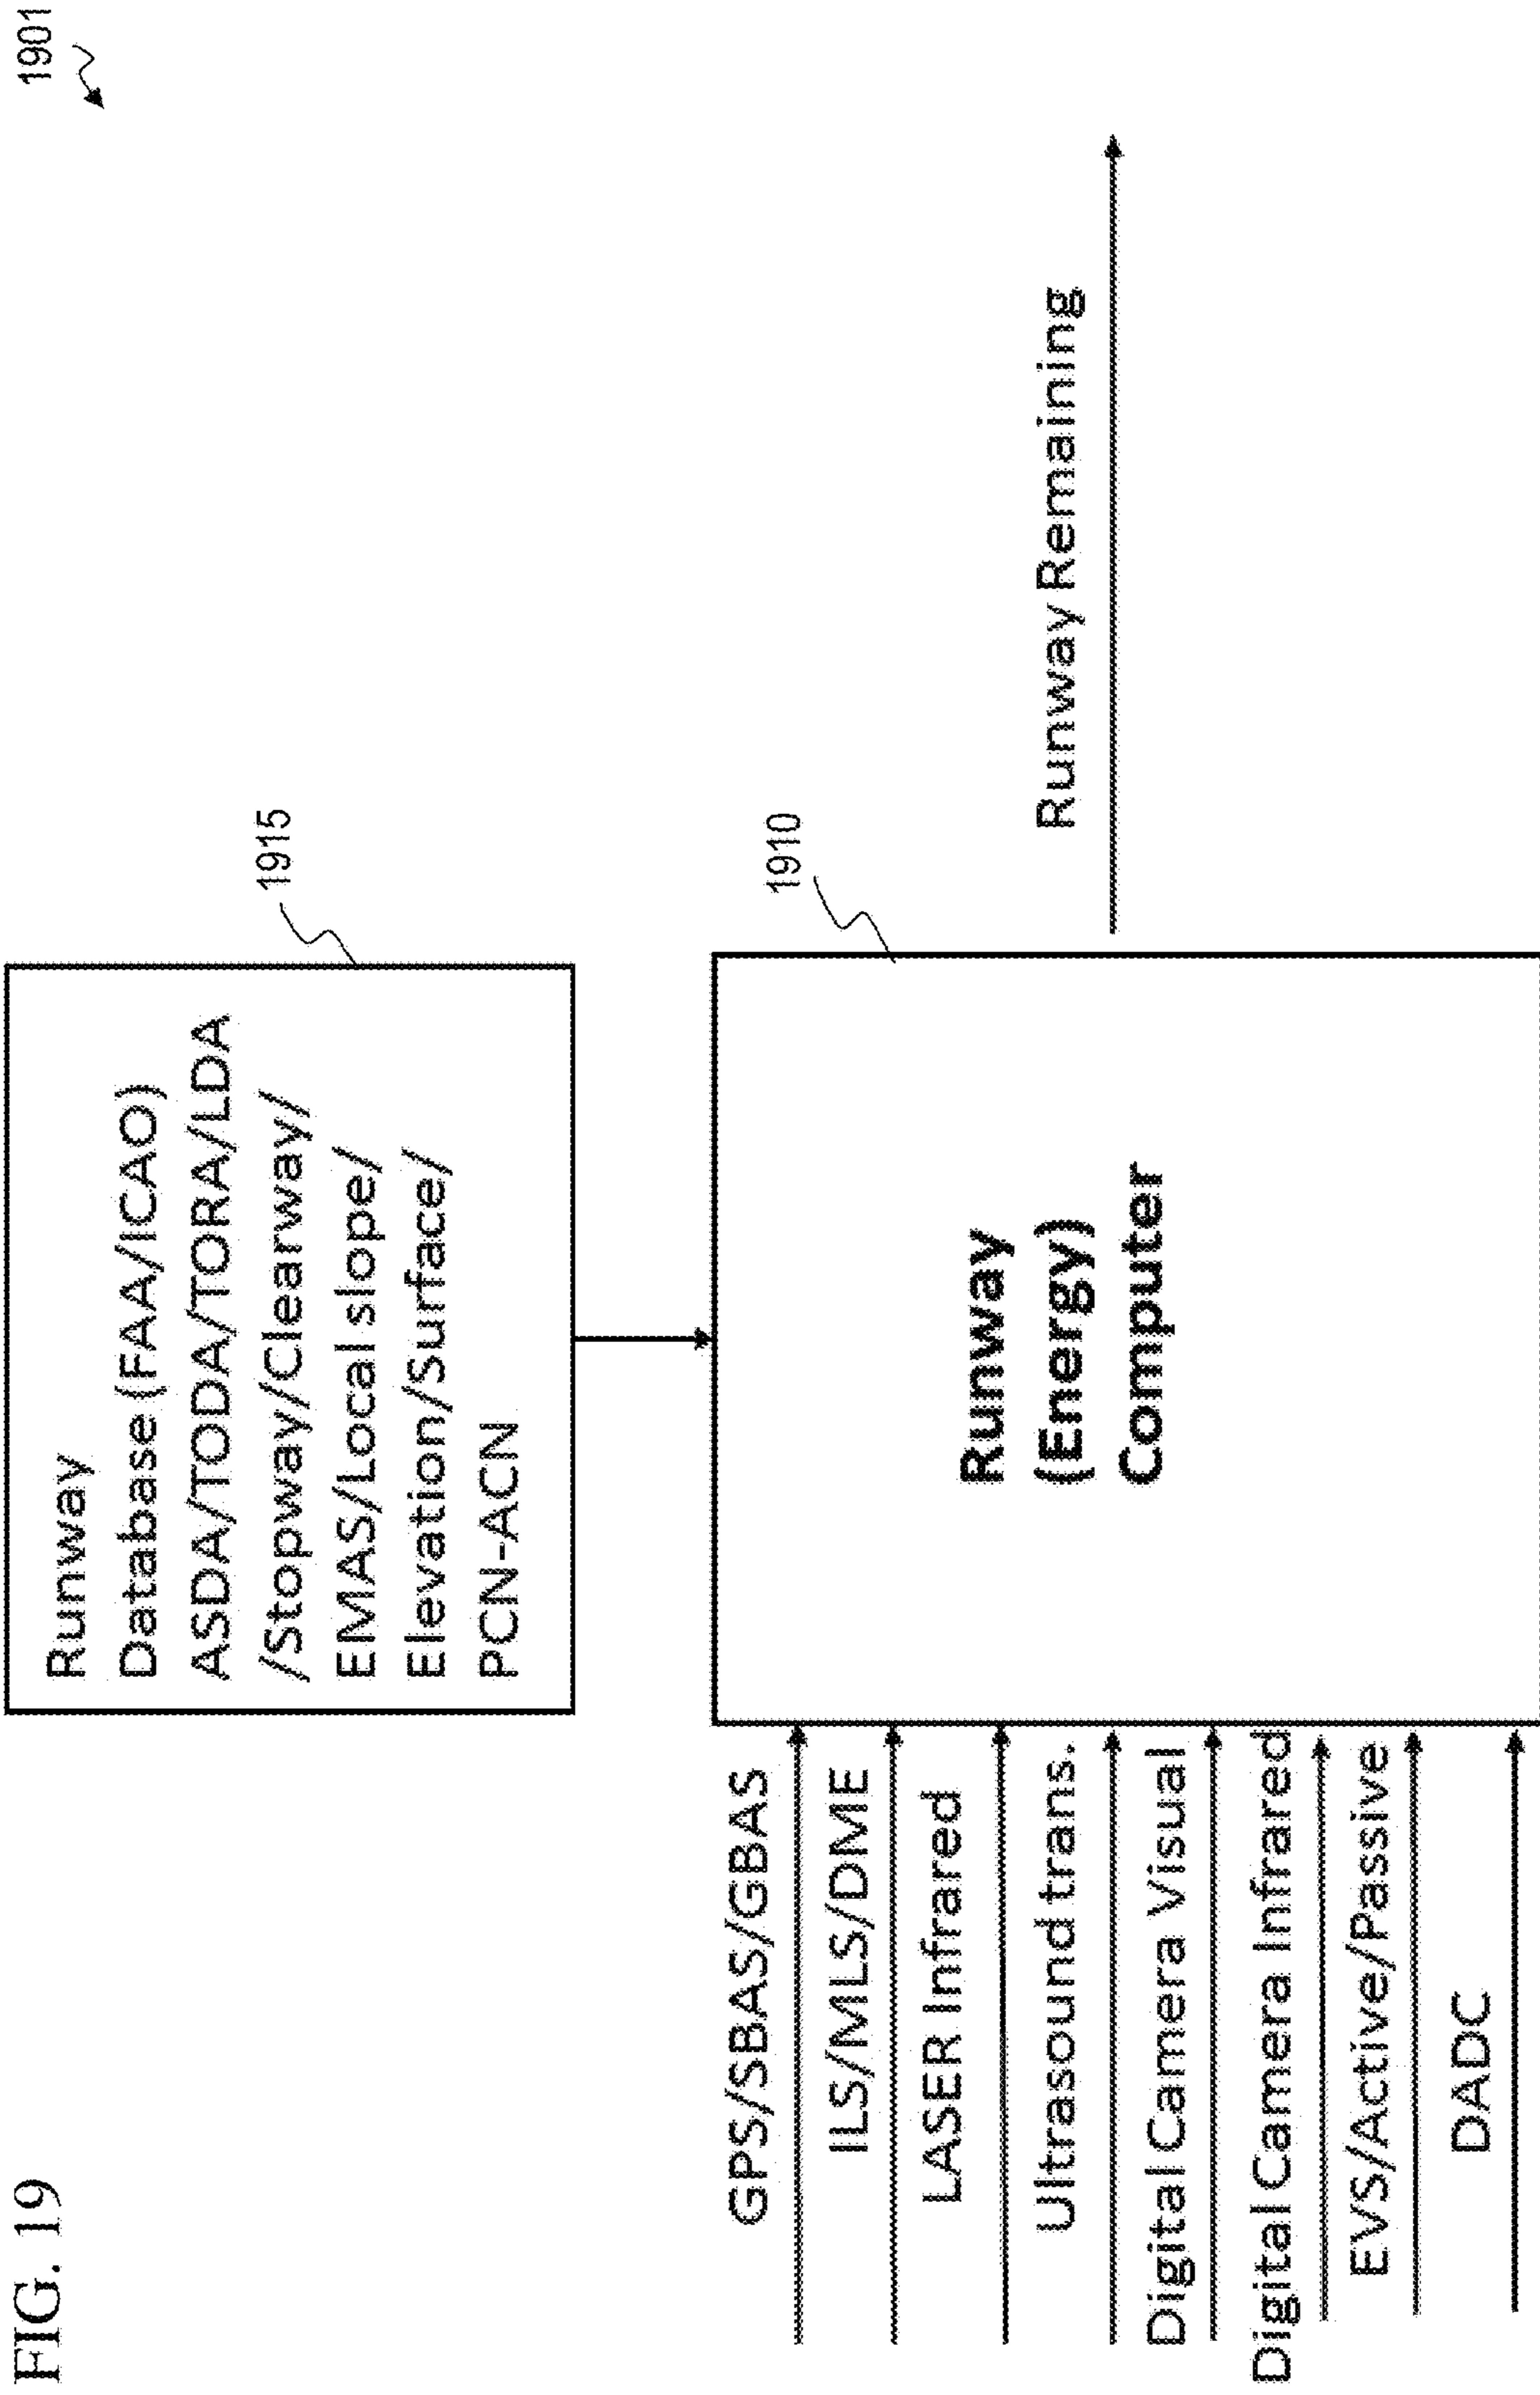 FIG. 19
1901
Runway
Database (FAA/ICAO)
ASDA/TODA/TORA/LDA
/Stopway/Clearway/
EMAS/Local slope/
Elevation/Surface/
PCN-ACN
1915
GPS/SBAS/GBAS
ILS/MLS/DME
LASER Infrared
Ultrasound trans.
Digital Camera Visual
Digital Camera Infrared
EVS/Active/Passive
DADC
Runway
(Energy)
Computer
1910
Runway Remaining